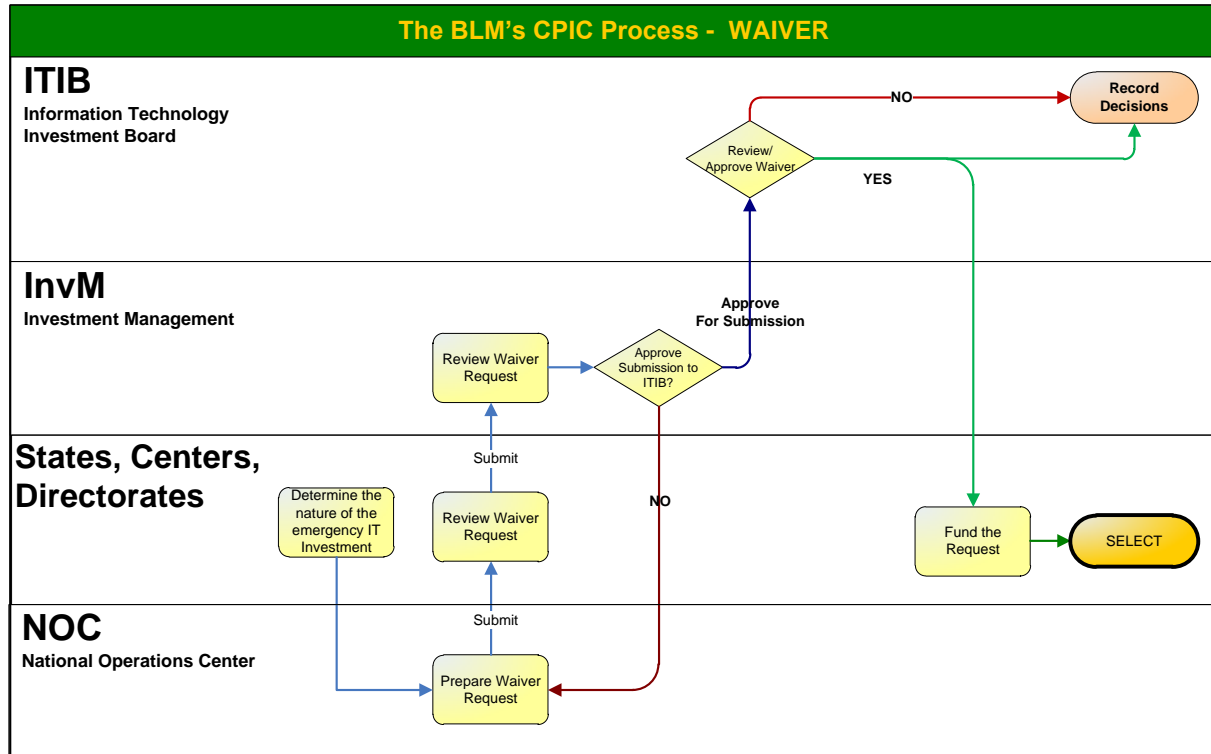 The BLM's CPIC Process -  WAIVER
ITIB
Information Technology
Investment Board
NO
Record
Decisions
Review/
Approve Waiver
YES
InvM
Investment Management
Approve
For Submission
Review Waiver
Request
Approve
Submission to
ITIB?
States, Centers,
Directorates
Submit
Determine the
nature of the
emergency IT
Investment
Review Waiver
Request
NO
Fund the
Request
SELECT
NOC
National Operations Center
Submit
Prepare Waiver
Request